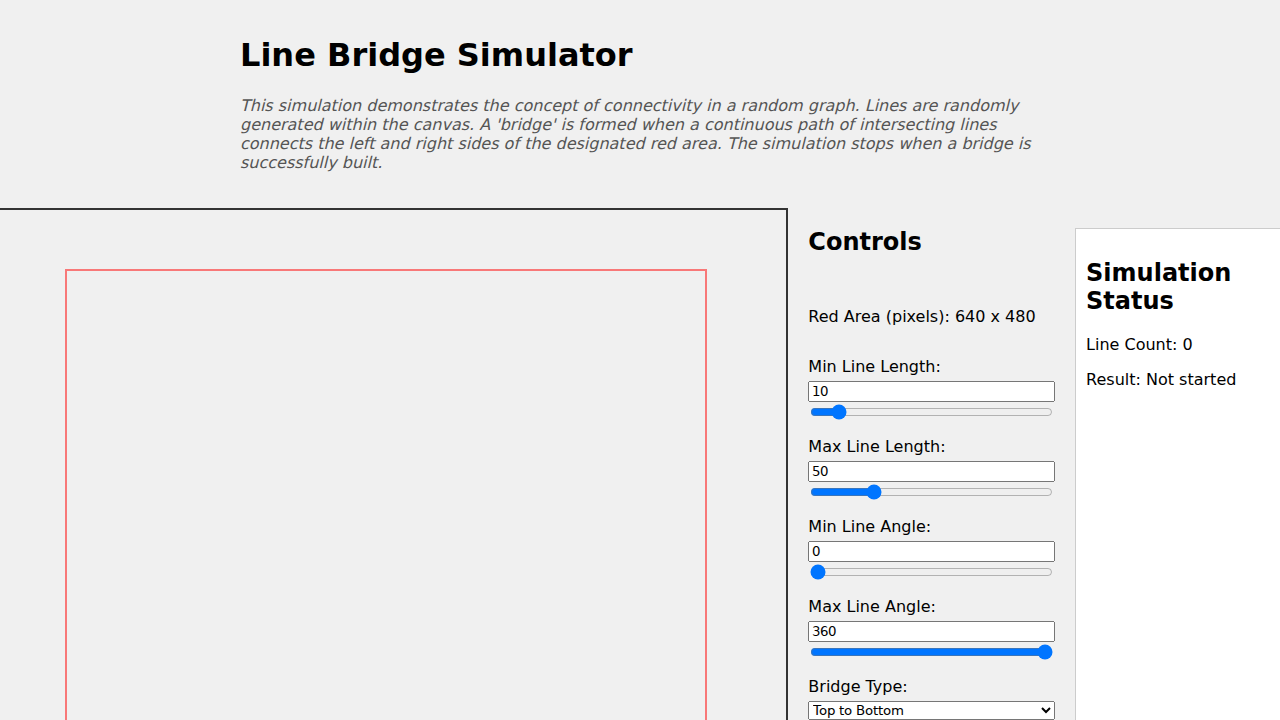 Line Bridge Simulator
This simulation demonstrates the concept of connectivity in a random graph. Lines are randomly
generated within the canvas. A 'bridge' is formed when a continuous path of intersecting lines
connects the left and right sides of the designated red area. The simulation stops when a bridge is
successfully built.
Controls
Red Area (pixels): 640 x 480
Min Line Length:
10
Max Line Length:
50
Min Line Angle:
0
Max Line Angle:
360
Bridge Type:
Top to Bottom
Simulation
Status
Line Count: 0
Result: Not started